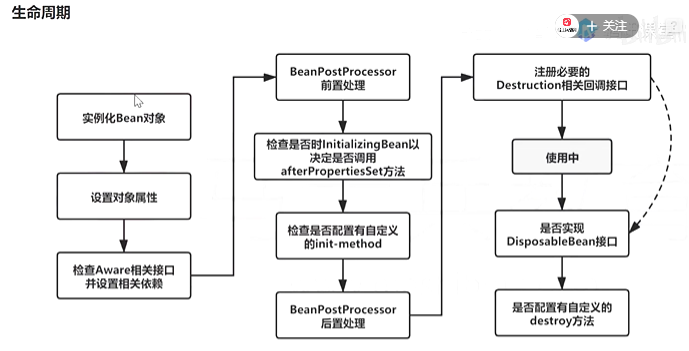 生命周期
+ 关注
实例化Bean对象
设置对象属性
检查Aware相关接口
并设置相关依赖
BeanPostProcessor
前置处理
检查是否时InitializingBean以
决定是否调用
afterPropertiesSet方法
检查是否配置有自定义
的init-method
BeanPostProcessor
后置处理
注册必要的
Destruction相关回调接口
使用中
是否实现
DisposableBean接口
是否配置有自定义的
destroy方法